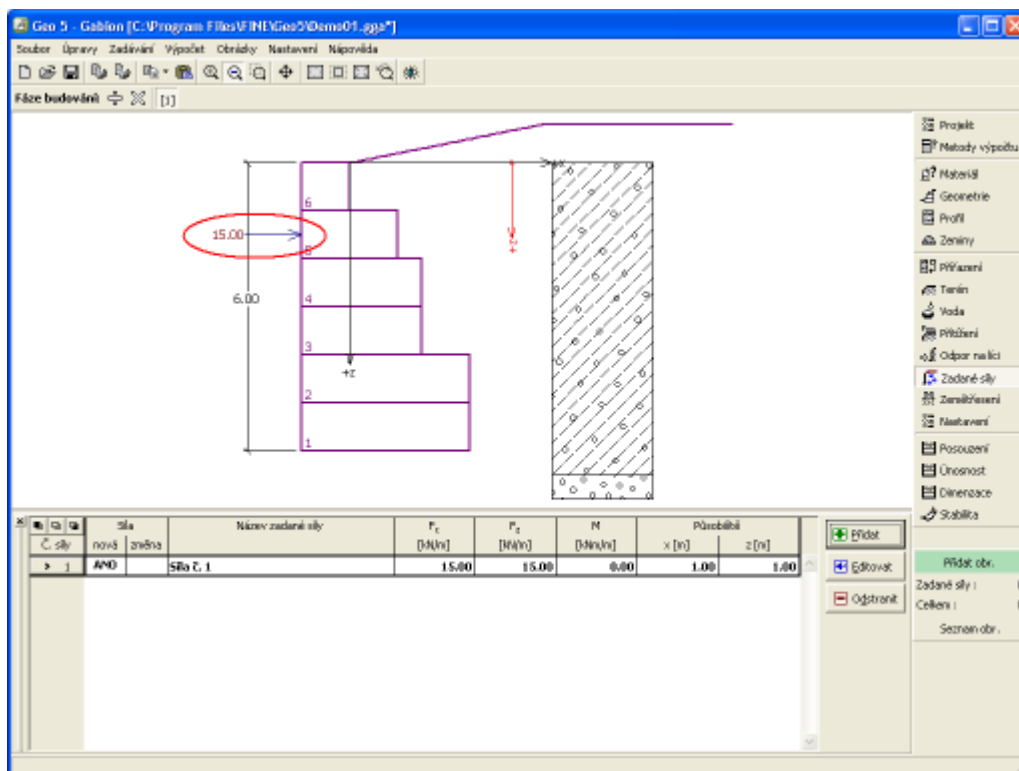 Geo 5 - Gabion [C:\Program Files\FINE\Geo5\Demo01.gga*]
Soubor Úpravy Zadávání Výpočet Obrázky Nastavení Nápověda
Fáze budování: [1]
Projekt
Metody výpočtu
Materiál
Geometrie
Profil
Zeminy
Přiřazení
Terén
Voda
Přitížení
Odpor na líci
Zadané síly
Zemětřesení
Nastavení
Posouzení
Únosnost
Dimenzace
Stabilita
+x
6
15.00
5
+z
6.00
4
3
+z
2
1
Síla Název zadané síly Fx Fz M Působiště
Č. síly nová změna [kN/m] [kN/m] [kNm/m] x [m] z [m]
> 1 ANO Síla č. 1 15.00 15.00 0.00 1.00 1.00
Přidat
Editovat
Odstranit
Přidat obr.
Zadané síly :
Celkem :
Seznam obr.